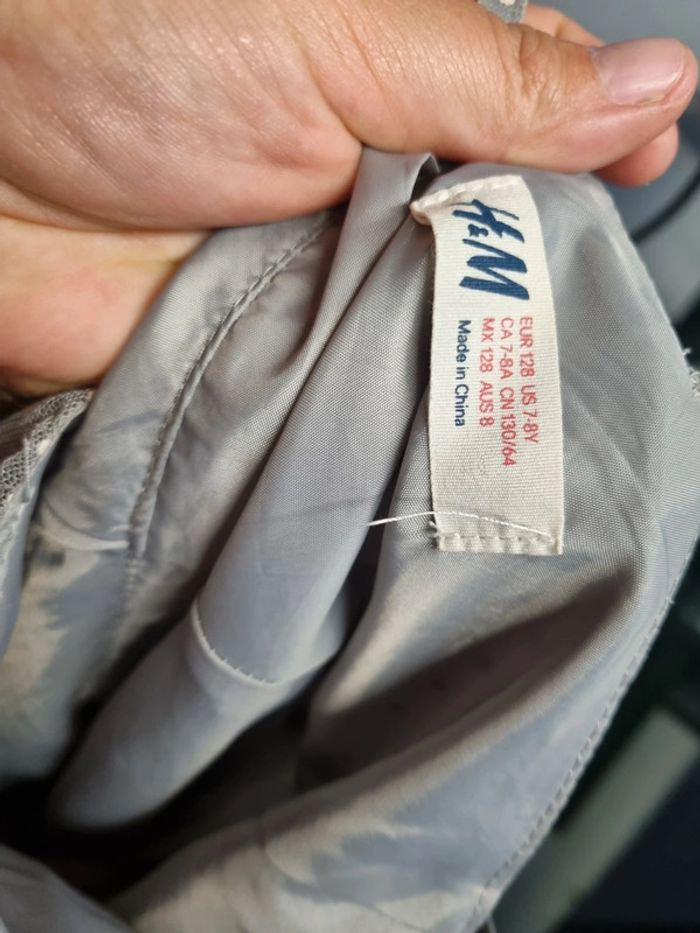 H&M
EUR 128 US 7-8Y
CA 7-8A CN 130/64
MX 128 AUS 8
Made in China